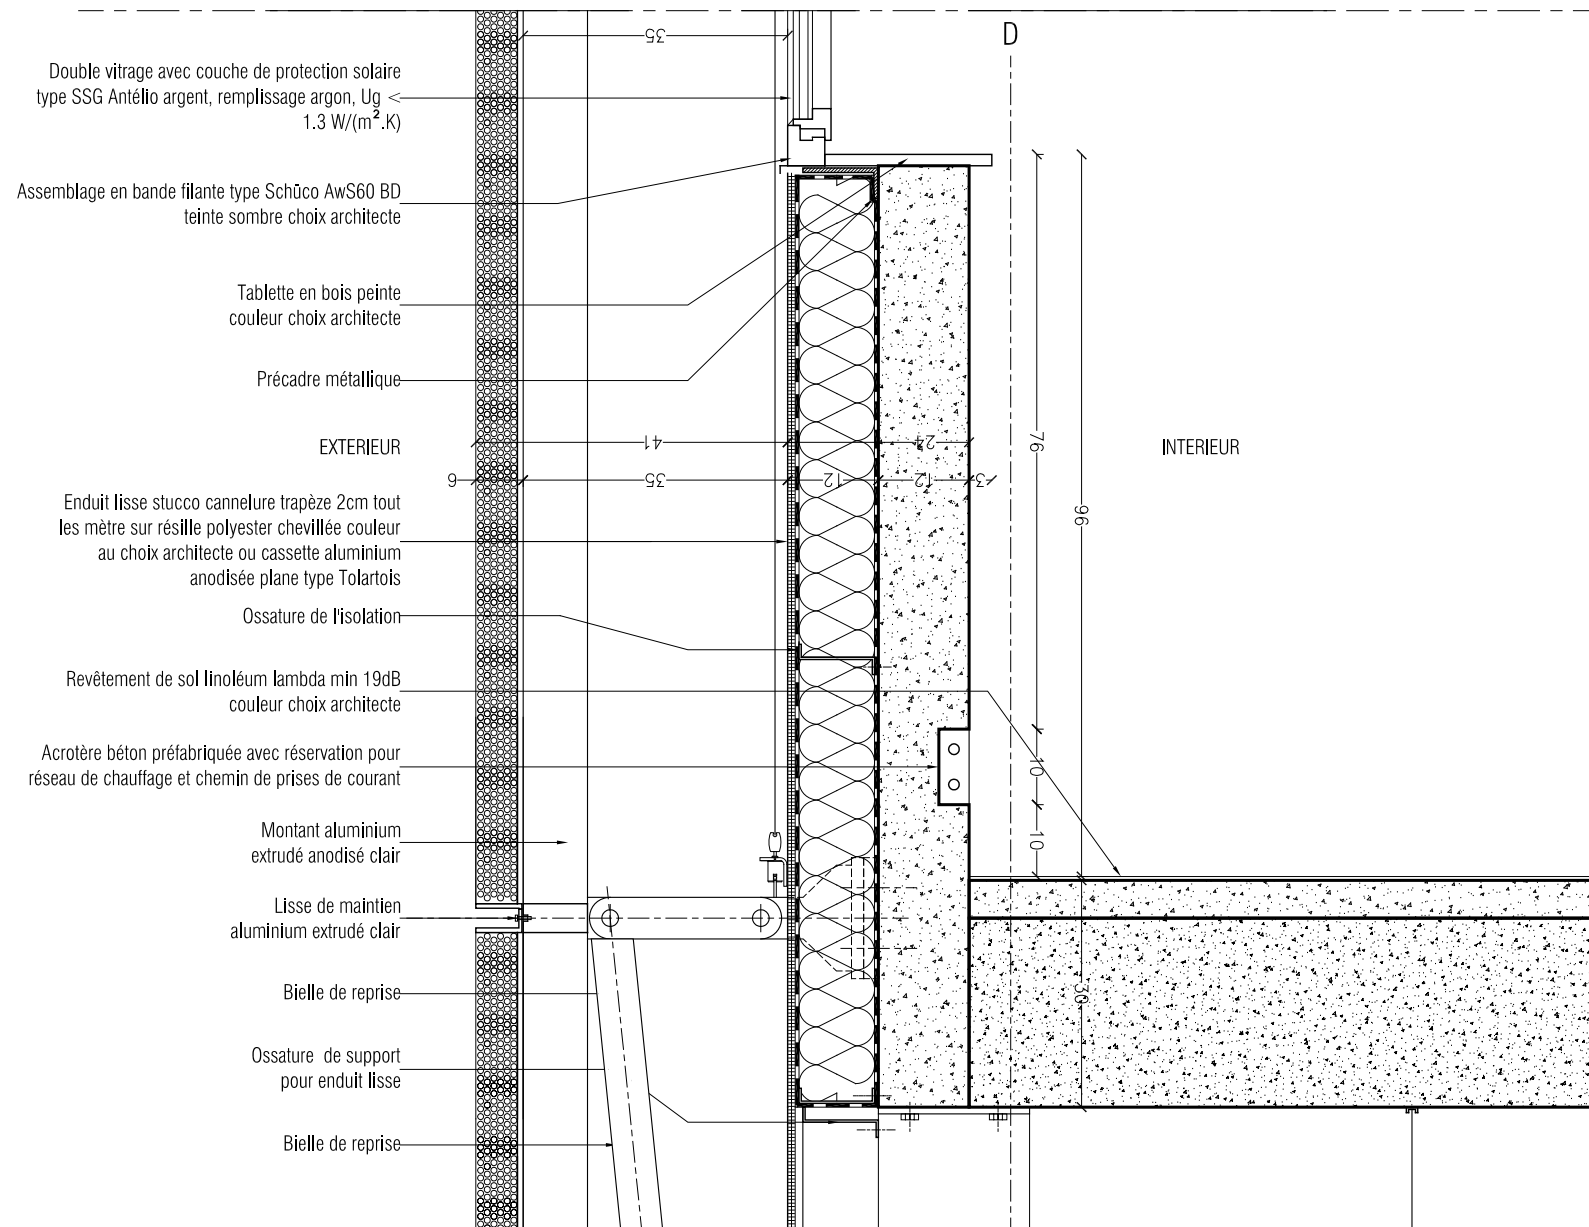 35
D
Double vitrage avec couche de protection solaire
type SSG Antélio argent, remplissage argon, Ug <
1.3 W/(m².K)
Assemblage en bande filante type Schüco AwS60 BD
teinte sombre choix architecte
Tablette en bois peinte
couleur choix architecte
Précadre métallique
EXTERIEUR
41
24
76
INTERIEUR
6
35
12
12
3
96
Enduit lisse stucco cannelure trapèze 2cm tout
les mètre sur résille polyester chevillée couleur
au choix architecte ou cassette aluminium
anodisée plane type Tolartois
Ossature de l'isolation
Revêtement de sol linoléum lambda min 19dB
couleur choix architecte
Acrotère béton préfabriquée avec réservation pour
réseau de chauffage et chemin de prises de courant
10
Montant aluminium
extrudé anodisé clair
10
Lisse de maintien
aluminium extrudé clair
Bielle de reprise
30
Ossature de support
pour enduit lisse
Bielle de reprise